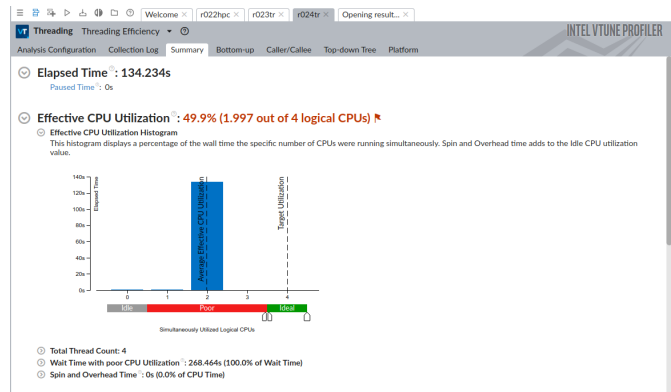 Welcome × r022hpc × r023tr × r024tr × Opening result... ×
VT Threading Threading Efficiency
INTEL VTUNE PROFILER
Analysis Configuration Collection Log Summary Bottom-up Caller/Callee Top-down Tree Platform
Elapsed Time: 134.234s
Paused Time: 0s
Effective CPU Utilization: 49.9% (1.997 out of 4 logical CPUs)
Effective CPU Utilization Histogram
This histogram displays a percentage of the wall time the specific number of CPUs were running simultaneously. Spin and Overhead time adds to the Idle CPU utilization
value.
Elapsed Time
140s
120s
100s
80s
60s
40s
20s
0s
Average Effective CPU Utilization
Target Utilization
0 1 2 3 4
Idle Poor Ideal
Simultaneously Utilized Logical CPUs
Total Thread Count: 4
Wait Time with poor CPU Utilization: 268.464s (100.0% of Wait Time)
Spin and Overhead Time: 0s (0.0% of CPU Time)